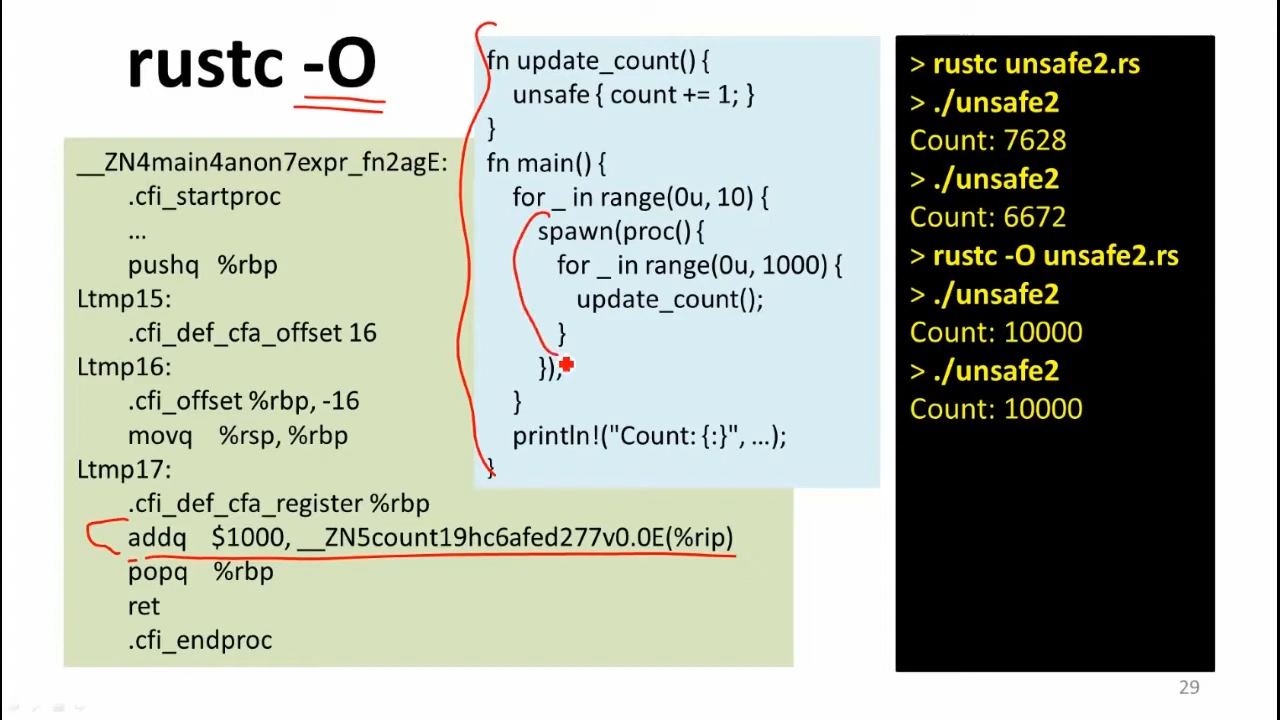 rustc -O
__ZN4main4anon7expr_fn2agE:
.cfi_startproc
...
pushq %rbp
Ltmp15:
.cfi_def_cfa_offset 16
Ltmp16:
.cfi_offset %rbp, -16
movq %rsp, %rbp
Ltmp17:
.cfi_def_cfa_register %rbp
addq $1000, __ZN5count19hc6afed277v0.0E(%rip)
popq %rbp
ret
.cfi_endproc
fn update_count() {
unsafe { count += 1; }
}
fn main() {
for _ in range(0u, 10) {
spawn(proc() {
for _ in range(0u, 1000) {
update_count();
}
});
}
println!("Count: {:}", ...);
}
> rustc unsafe2.rs
> ./unsafe2
Count: 7628
> ./unsafe2
Count: 6672
> rustc -O unsafe2.rs
> ./unsafe2
Count: 10000
> ./unsafe2
Count: 10000
29